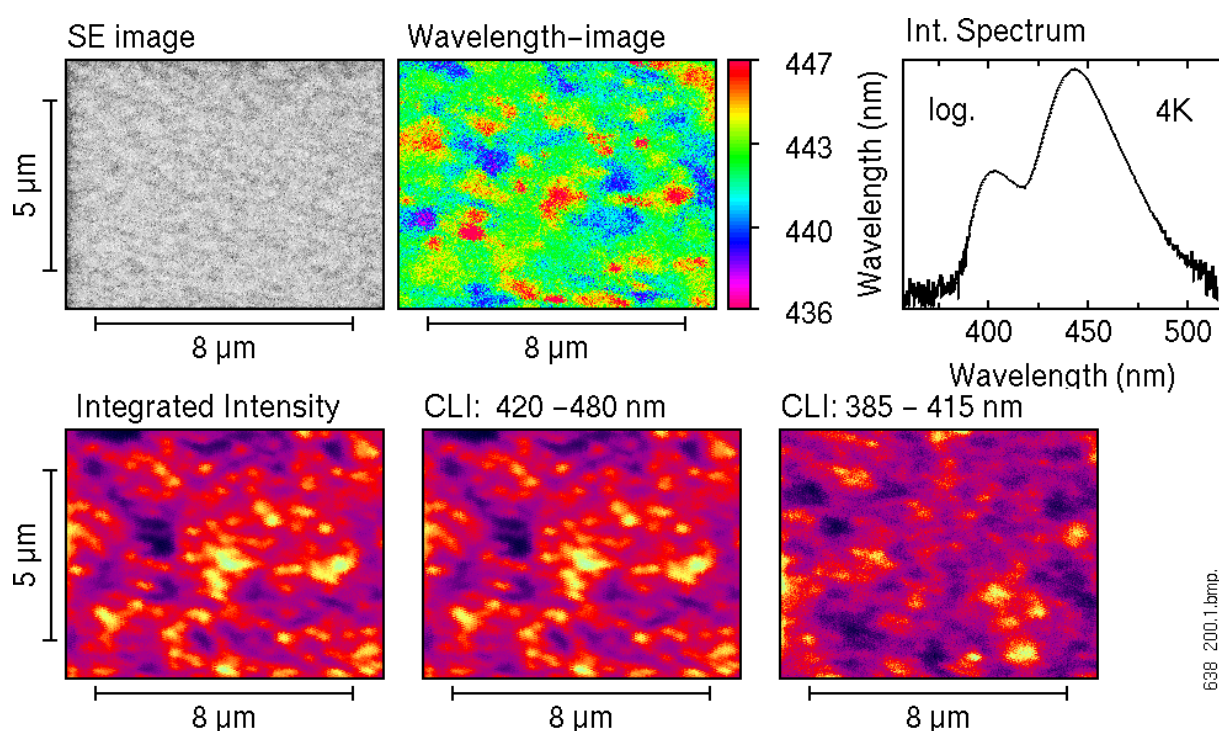 SE image
Wavelength-image
Int. Spectrum
5 µm
8 µm
8 µm
447
443
440
436
Wavelength (nm)
log.
4K
400
450
500
Wavelength (nm)
Integrated Intensity
CLI: 420 -480 nm
CLI: 385 - 415 nm
5 µm
8 µm
8 µm
8 µm
638 200.1.bmp.